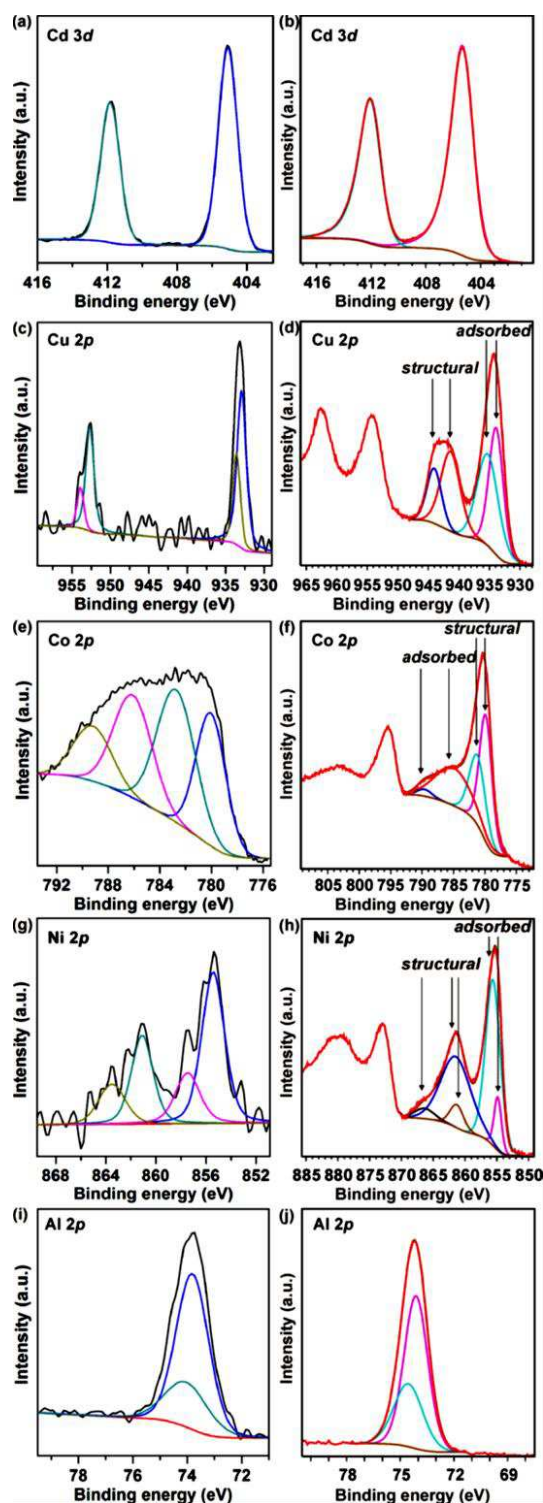 (a) Cd 3d
Intensity (a.u.)
416 412 408 404
Binding energy (eV)
(b) Cd 3d
Intensity (a.u.)
416 412 408 404
Binding energy (eV)
(c) Cu 2p
Intensity (a.u.)
955 950 945 940 935 930
Binding energy (eV)
(d) Cu 2p
adsorbed
structural
Intensity (a.u.)
965 960 955 950 945 940 935 930
Binding energy (eV)
(e) Co 2p
Intensity (a.u.)
792 788 784 780 776
Binding energy (eV)
(f) Co 2p
structural
adsorbed
Intensity (a.u.)
805 800 795 790 785 780 775
Binding energy (eV)
(g) Ni 2p
Intensity (a.u.)
868 864 860 856 852
Binding energy (eV)
(h) Ni 2p
adsorbed
structural
Intensity (a.u.)
885 880 875 870 865 860 855 850
Binding energy (eV)
(i) Al 2p
Intensity (a.u.)
78 76 74 72
Binding energy (eV)
(j) Al 2p
Intensity (a.u.)
78 75 72 69
Binding energy (eV)